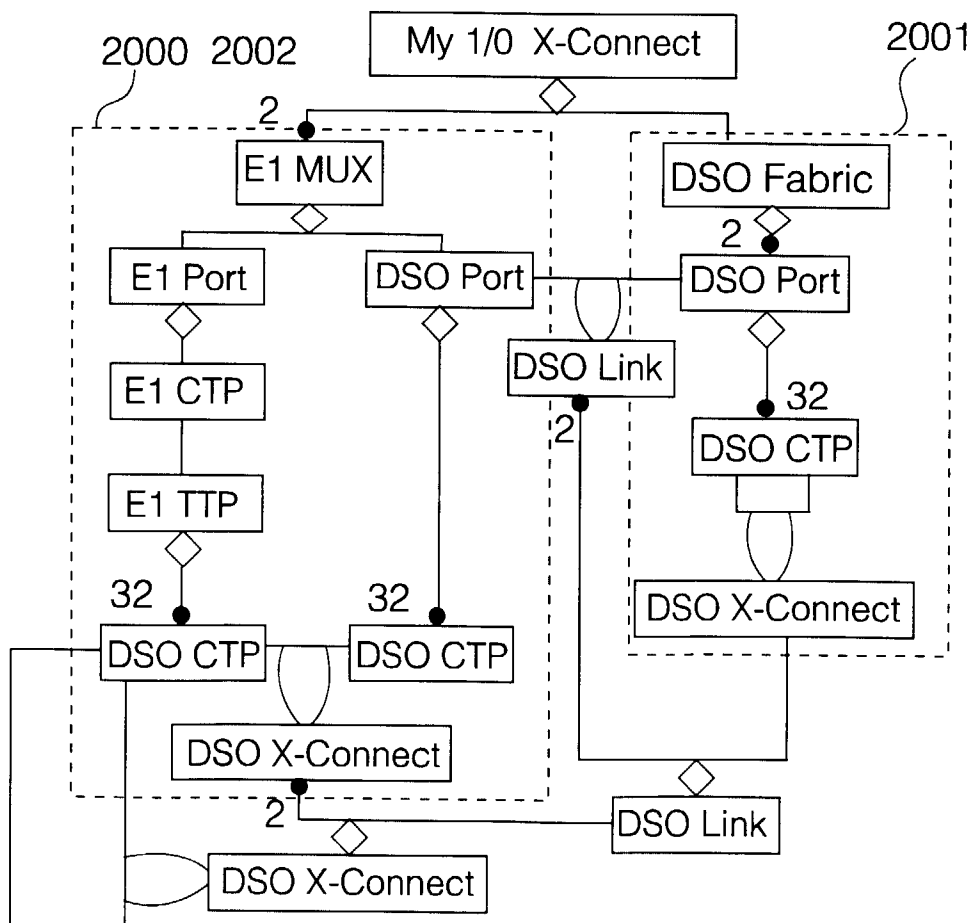 My 1/0 X-Connect
2000 2002
2001
2
E1 MUX
DSO Fabric
2
E1 Port
DSO Port
DSO Port
DSO Link
E1 CTP
32
2
DSO CTP
E1 TTP
32
32
DSO X-Connect
DSO CTP
DSO CTP
DSO X-Connect
2
DSO Link
DSO X-Connect